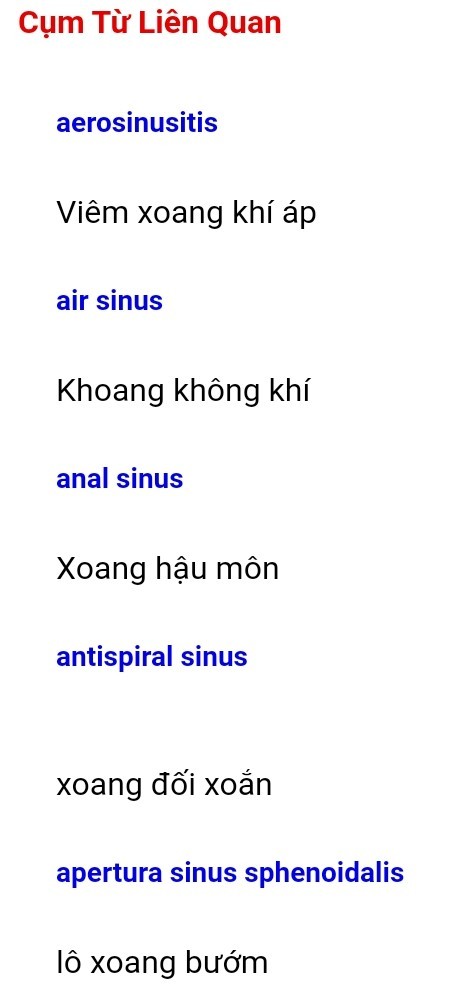 Cụm Từ Liên Quan
aerosinusitis
Viêm xoang khí áp
air sinus
Khoang không khí
anal sinus
Xoang hậu môn
antispiral sinus
xoang đối xoắn
apertura sinus sphenoidalis
lô xoang bướm